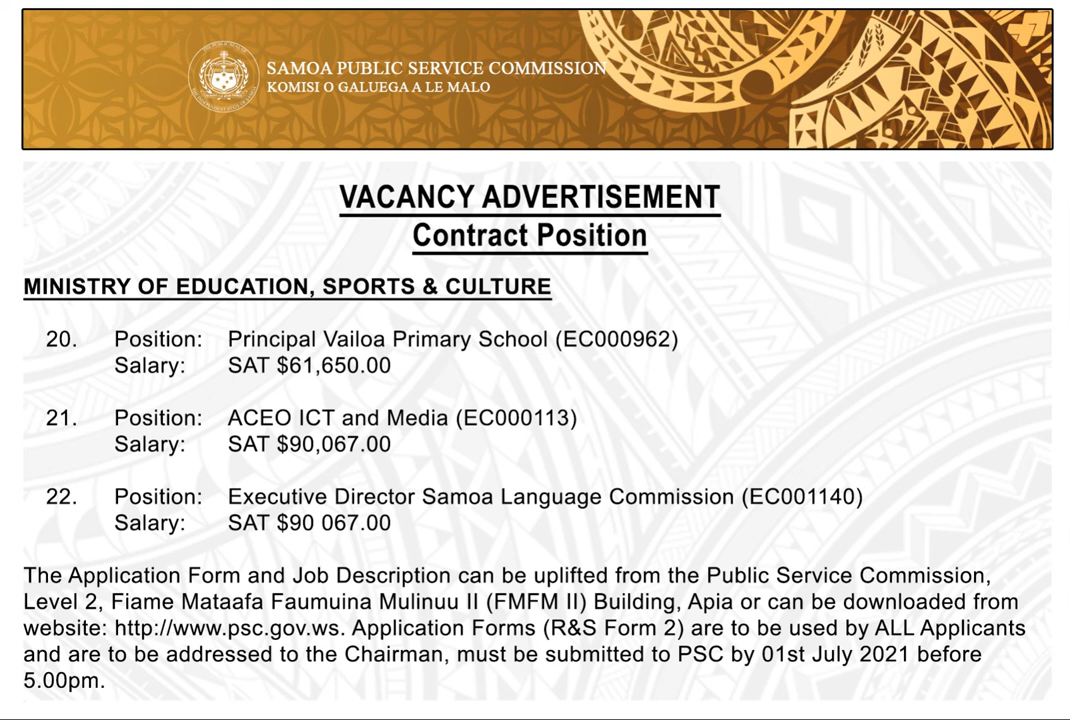 SAMOA PUBLIC SERVICE COMMISSION
KOMISI O GALUEGA A LE MALO
VACANCY ADVERTISEMENT
Contract Position
MINISTRY OF EDUCATION, SPORTS & CULTURE
20. Position: Principal Vailoa Primary School (EC000962)
Salary: SAT $61,650.00
21. Position: ACEO ICT and Media (EC000113)
Salary: SAT $90,067.00
22. Position: Executive Director Samoa Language Commission (EC001140)
Salary: SAT $90 067.00
The Application Form and Job Description can be uplifted from the Public Service Commission,
Level 2, Fiame Mataafa Faumuina Mulinuu II (FMFM II) Building, Apia or can be downloaded from
website: http://www.psc.gov.ws. Application Forms (R&S Form 2) are to be used by ALL Applicants
and are to be addressed to the Chairman, must be submitted to PSC by 01st July 2021 before
5.00pm.